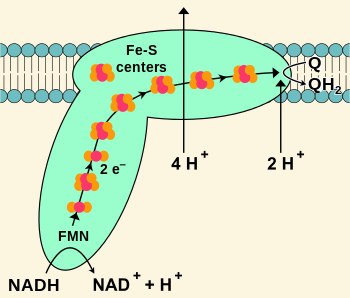 Fe-S
centers
Q
QH₂
4 H⁺
2 H⁺
2 e⁻
FMN
NADH
NAD⁺ + H⁺